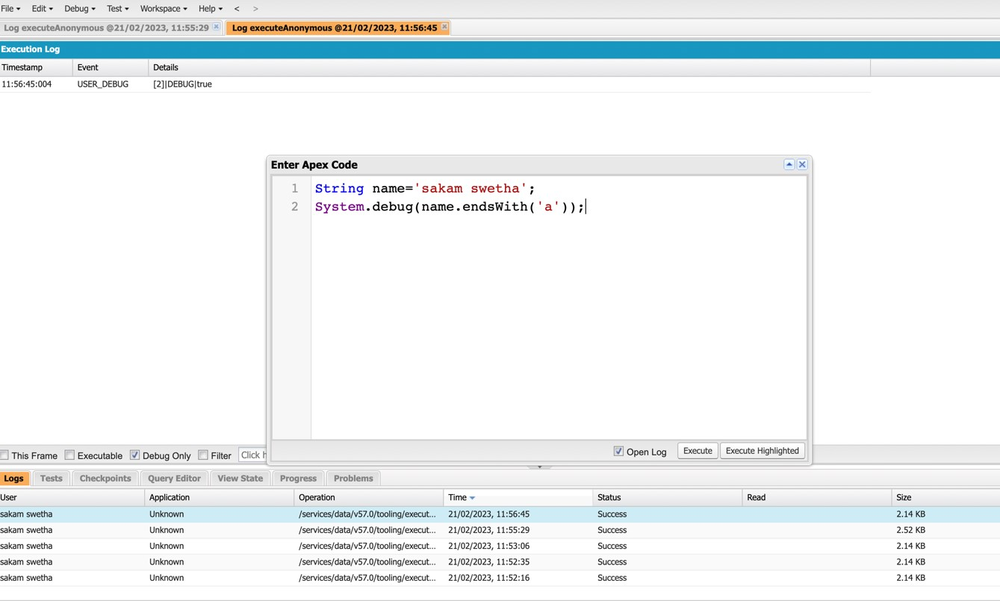 File Edit Debug Test Workspace Help < >
Log executeAnonymous @21/02/2023, 11:55:29 Log executeAnonymous @21/02/2023, 11:56:45
Execution Log
Timestamp Event Details
11:56:45:004 USER_DEBUG [2]|DEBUG|true
Enter Apex Code
1 String name='sakam swetha';
2 System.debug(name.endsWith('a'));
Open Log Execute Execute Highlighted
This Frame Executable Debug Only Filter Click h
Logs Tests Checkpoints Query Editor View State Progress Problems
User Application Operation Time Status Read Size
sakam swetha Unknown /services/data/v57.0/tooling/execut... 21/02/2023, 11:56:45 Success 2.14 KB
sakam swetha Unknown /services/data/v57.0/tooling/execut... 21/02/2023, 11:55:29 Success 2.52 KB
sakam swetha Unknown /services/data/v57.0/tooling/execut... 21/02/2023, 11:53:06 Success 2.14 KB
sakam swetha Unknown /services/data/v57.0/tooling/execut... 21/02/2023, 11:52:35 Success 2.14 KB
sakam swetha Unknown /services/data/v57.0/tooling/execut... 21/02/2023, 11:52:16 Success 2.14 KB